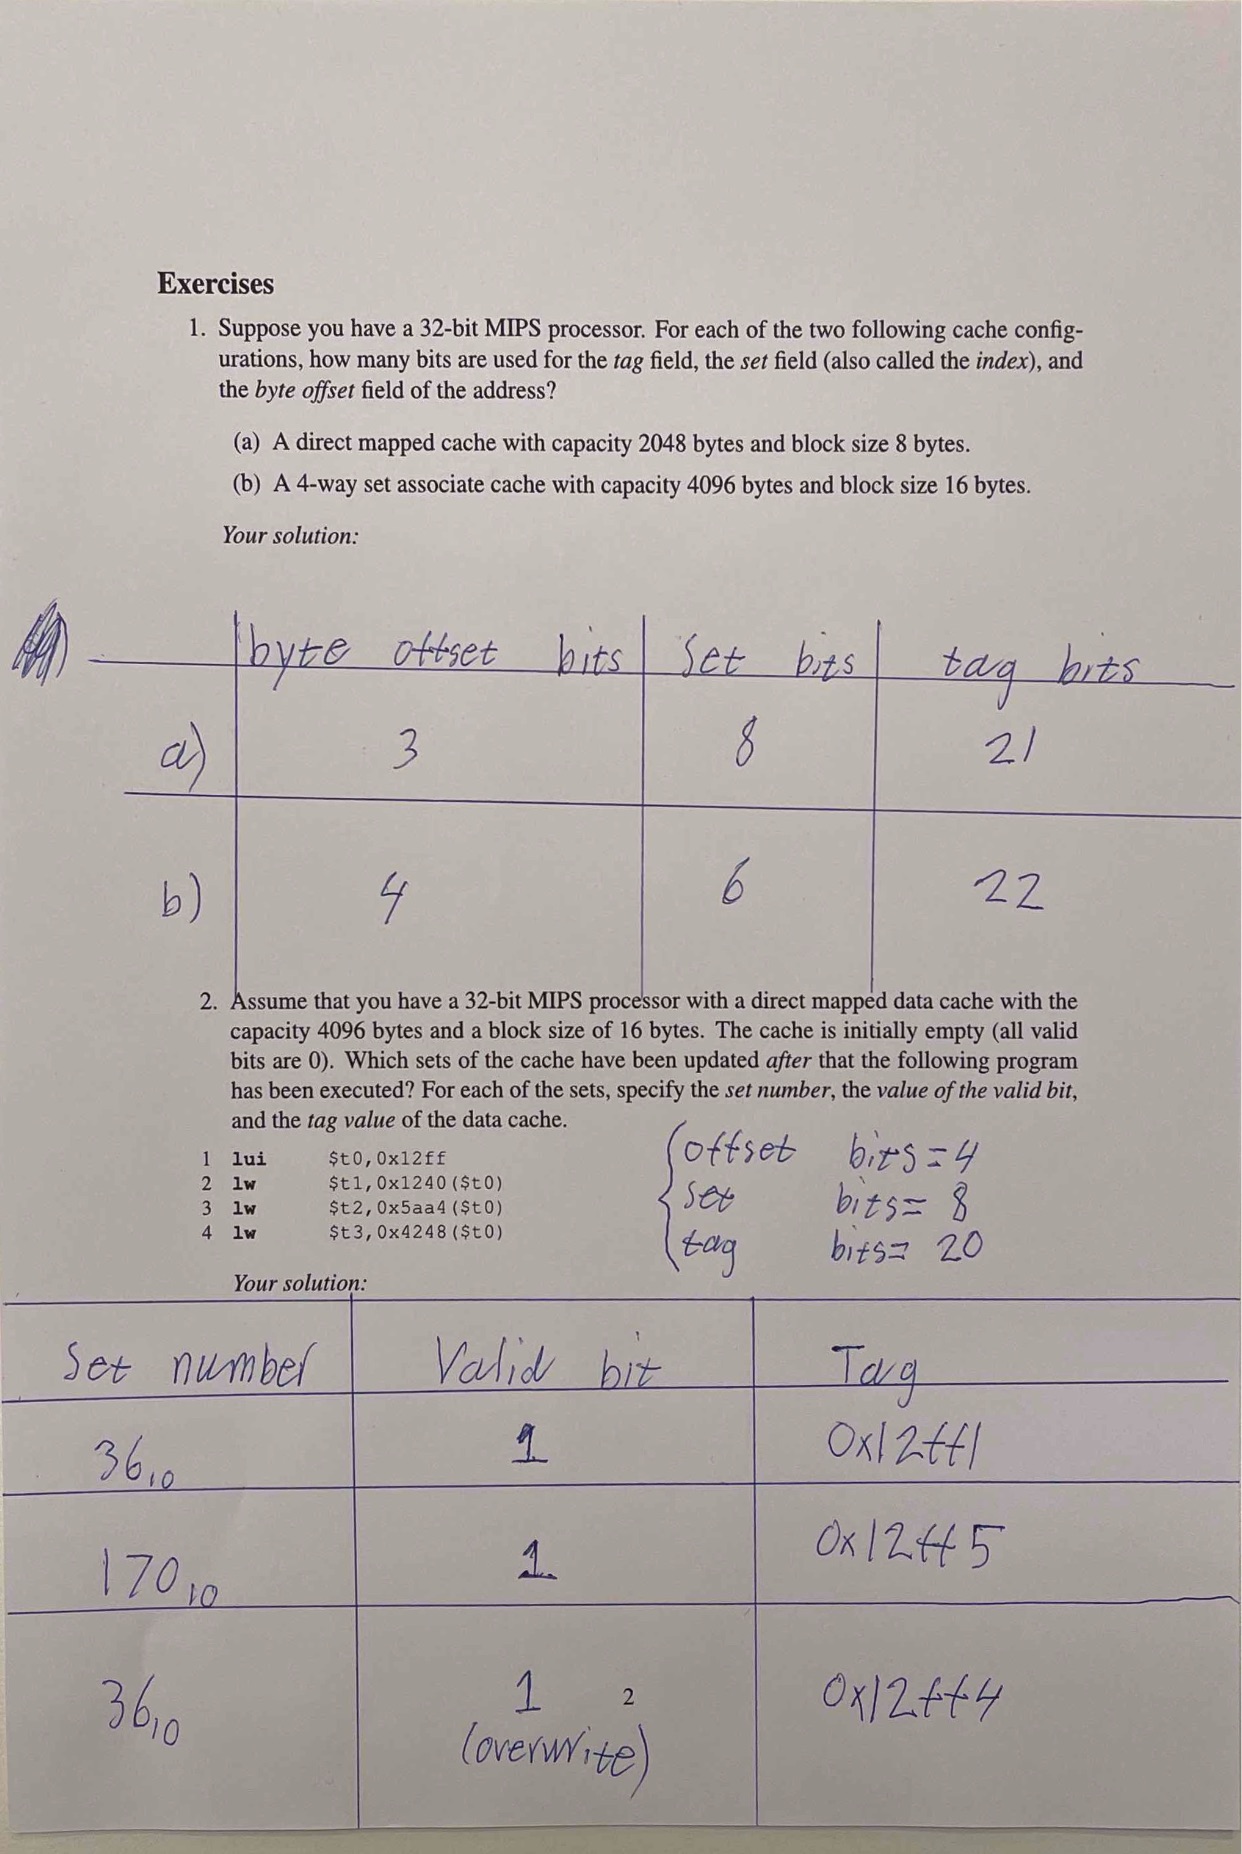 Exercises
1. Suppose you have a 32-bit MIPS processor. For each of the two following cache config-
urations, how many bits are used for the tag field, the set field (also called the index), and
the byte offset field of the address?
(a) A direct mapped cache with capacity 2048 bytes and block size 8 bytes.
(b) A 4-way set associate cache with capacity 4096 bytes and block size 16 bytes.
Your solution:
byte offset bits set bits tag bits
a) 3 8 21
b) 4 6 22
2. Assume that you have a 32-bit MIPS processor with a direct mapped data cache with the
capacity 4096 bytes and a block size of 16 bytes. The cache is initially empty (all valid
bits are 0). Which sets of the cache have been updated after that the following program
has been executed? For each of the sets, specify the set number, the value of the valid bit,
and the tag value of the data cache.
1 lui $t0,0x12ff
2 lw $t1,0x1240($t0)
3 lw $t2,0x5aa4($t0)
4 lw $t3,0x4248($t0)
offset bits=4
set bits= 8
tag bits= 20
Your solution:
Set number Valid bit Tag
36₁₀ 1 0x12ff1
170₁₀ 1 0x12ff5
36₁₀ 1 0x12ff4
(overwrite)
2